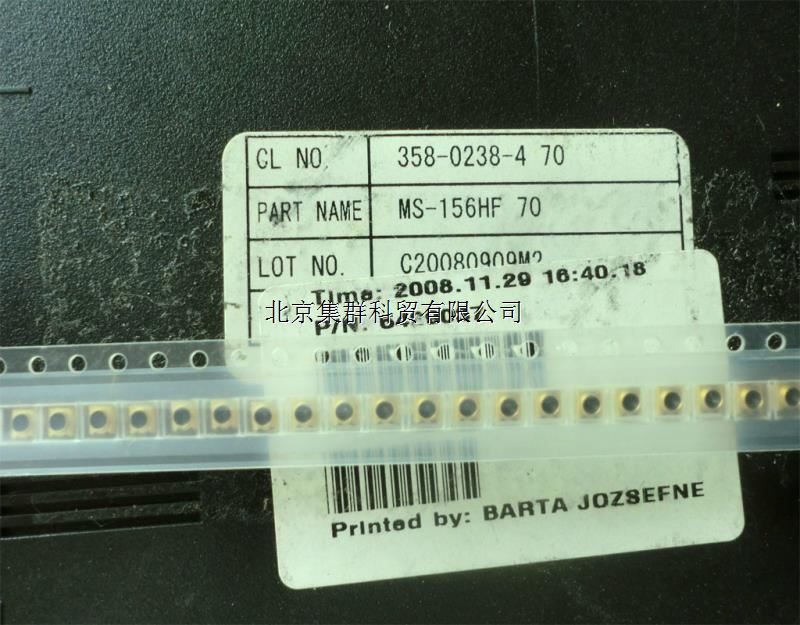 CL NO. 358-0238-4 70
PART NAME MS-156HF 70
LOT NO. C20080909M2
Time: 2008.11.29 16:40.18
北京集群科贸有限公司
P/N:
Printed by: BARTA JOZSEFNE